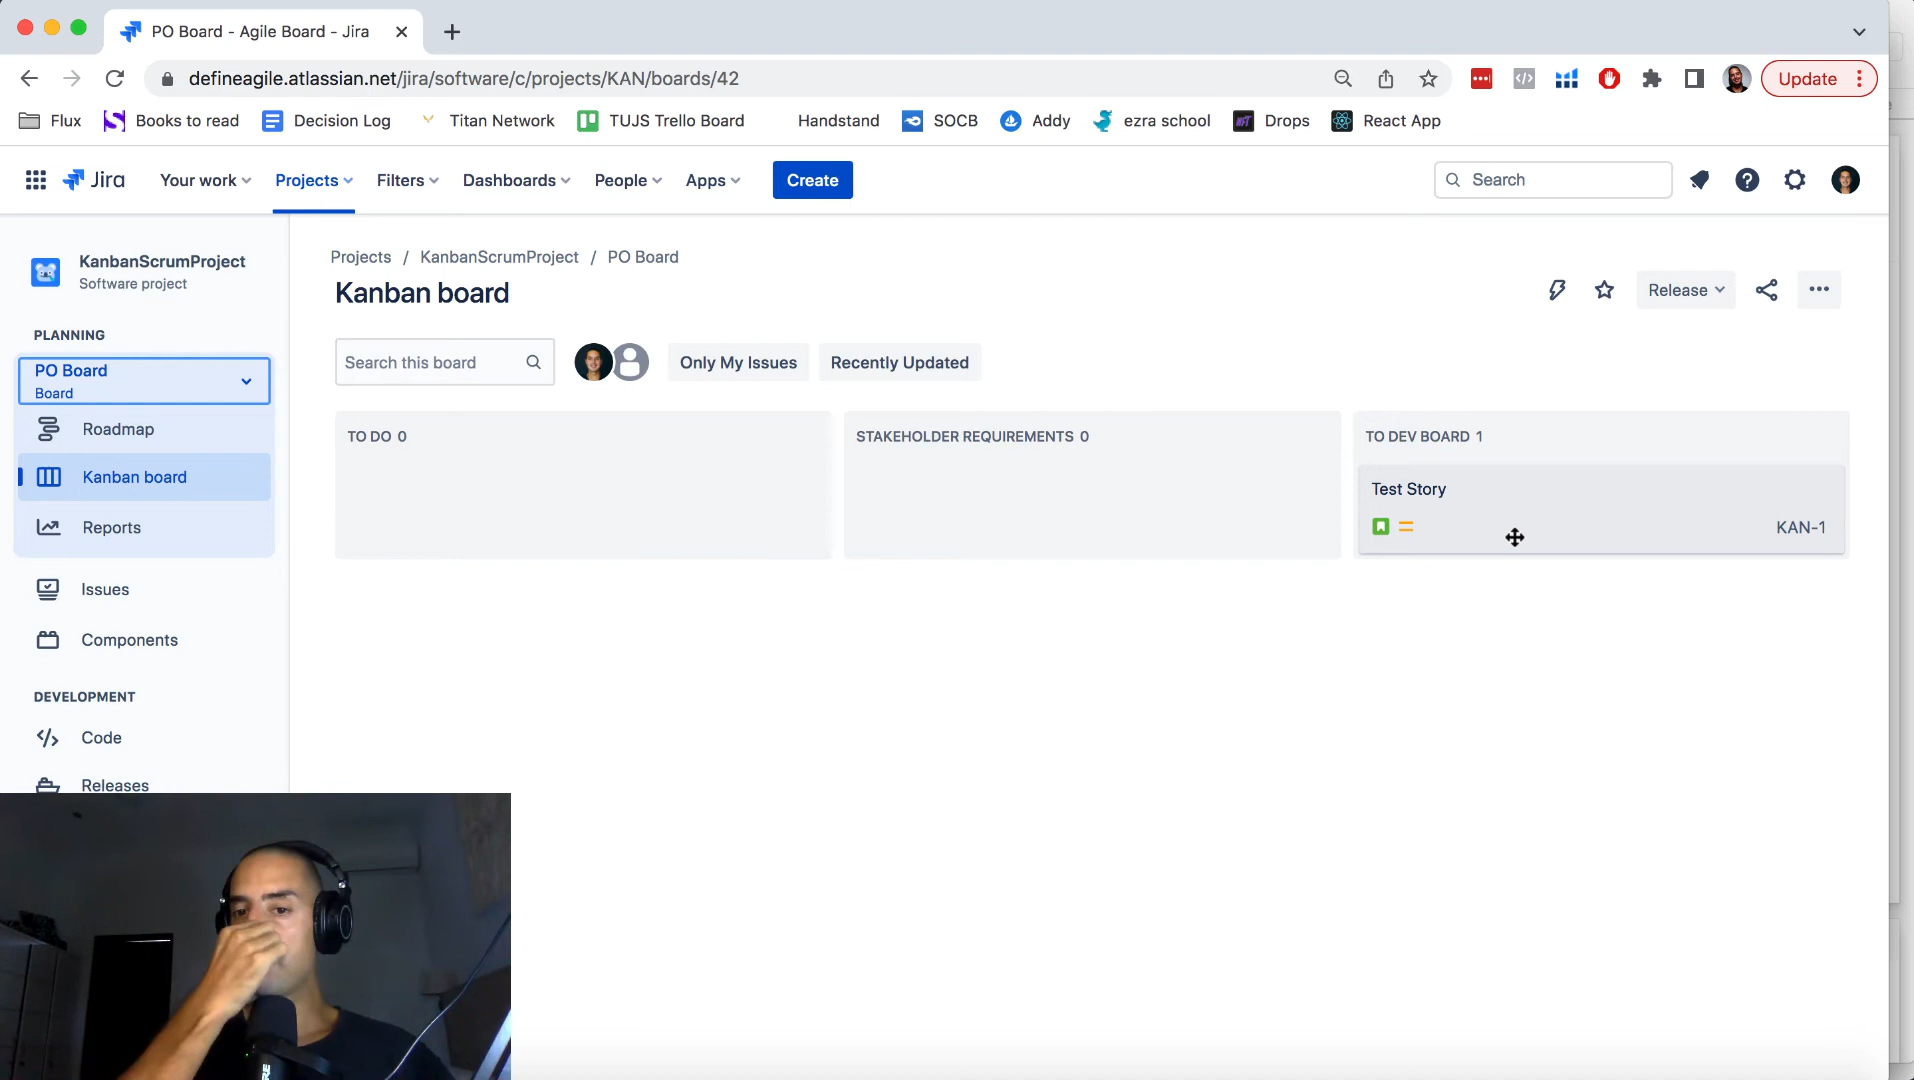 PO Board - Agile Board - Jira
defineagile.atlassian.net/jira/software/c/projects/KAN/boards/42
Update
Flux
Books to read
Decision Log
Titan Network
TUJS Trello Board
Handstand
SOCB
Addy
ezra school
Drops
React App
Jira
Your work
Projects
Filters
Dashboards
People
Apps
Create
Search
KanbanScrumProject
Software project
Projects / KanbanScrumProject / PO Board
Kanban board
Release
PLANNING
PO Board
Board
Search this board
Only My Issues
Recently Updated
Roadmap
Kanban board
Reports
TO DO 0
STAKEHOLDER REQUIREMENTS 0
TO DEV BOARD 1
Test Story
KAN-1
Issues
Components
DEVELOPMENT
Code
Releases